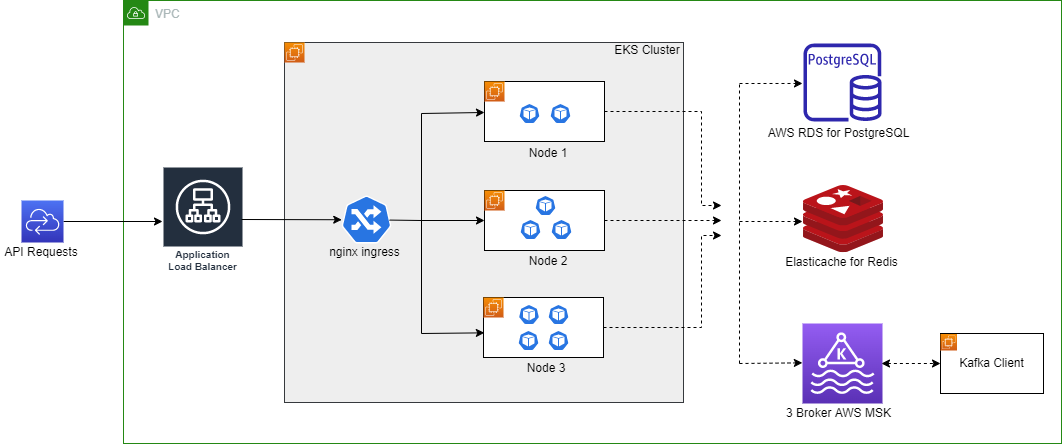 VPC
EKS Cluster
PostgreSQL
AWS RDS for PostgreSQL
Node 1
API Requests
Application
Load Balancer
nginx ingress
Node 2
Elasticache for Redis
Node 3
K
3 Broker AWS MSK
Kafka Client